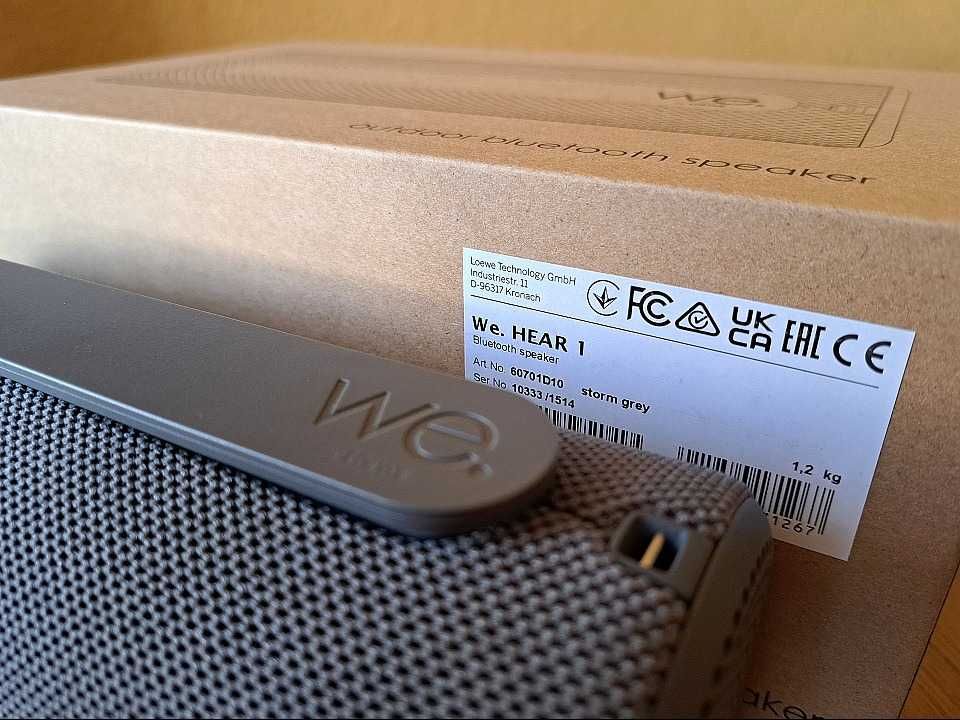 we.
outdoor bluetooth speaker
Loewe Technology GmbH
Industriestr. 11
D-96317 Kronach
FC UK CA EAC CE
We. HEAR 1
Bluetooth speaker
Art No. 60701D10 storm grey
Ser No 10333 /1514
1,2 kg
1267
we.
aker